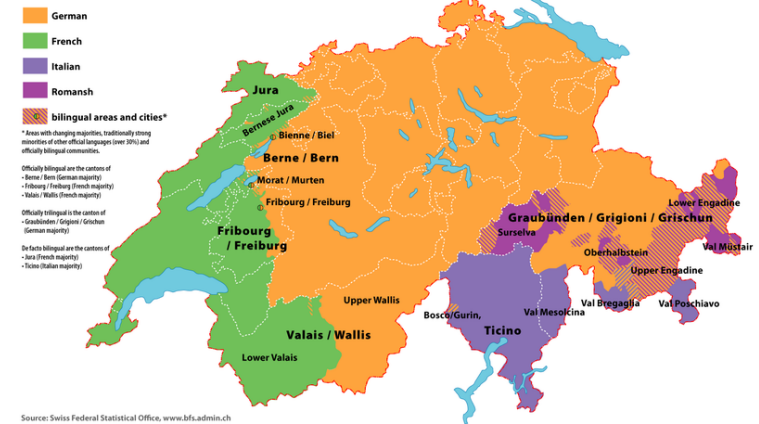 German
French
Italian
Romansh
bilingual areas and cities*
* Areas with changing majorities, traditionally strong
minorities of other official languages (over 30%) and
officially bilingual communities.
Officially bilingual are the cantons of
• Berne / Bern (German majority)
• Fribourg / Freiburg (French majority)
• Valais / Wallis (French majority)
Officially trilingual is the canton of
• Graubünden / Grigioni / Grischun
(German majority)
De facto bilingual are the cantons of
• Jura (French majority)
• Ticino (Italian majority)
Jura
Bernese Jura
Bienne / Biel
Berne / Bern
Morat / Murten
Fribourg / Freiburg
Fribourg
/ Freiburg
Lower Engadine
Graubünden / Grigioni / Grischun
Surselva
Val Müstair
Oberhalbstein
Upper Engadine
Upper Wallis
Val Bregaglia
Val Poschiavo
Bosco/Gurin,
Val Mesolcina
Ticino
Valais / Wallis
Lower Valais
Source: Swiss Federal Statistical Office, www.bfs.admin.ch